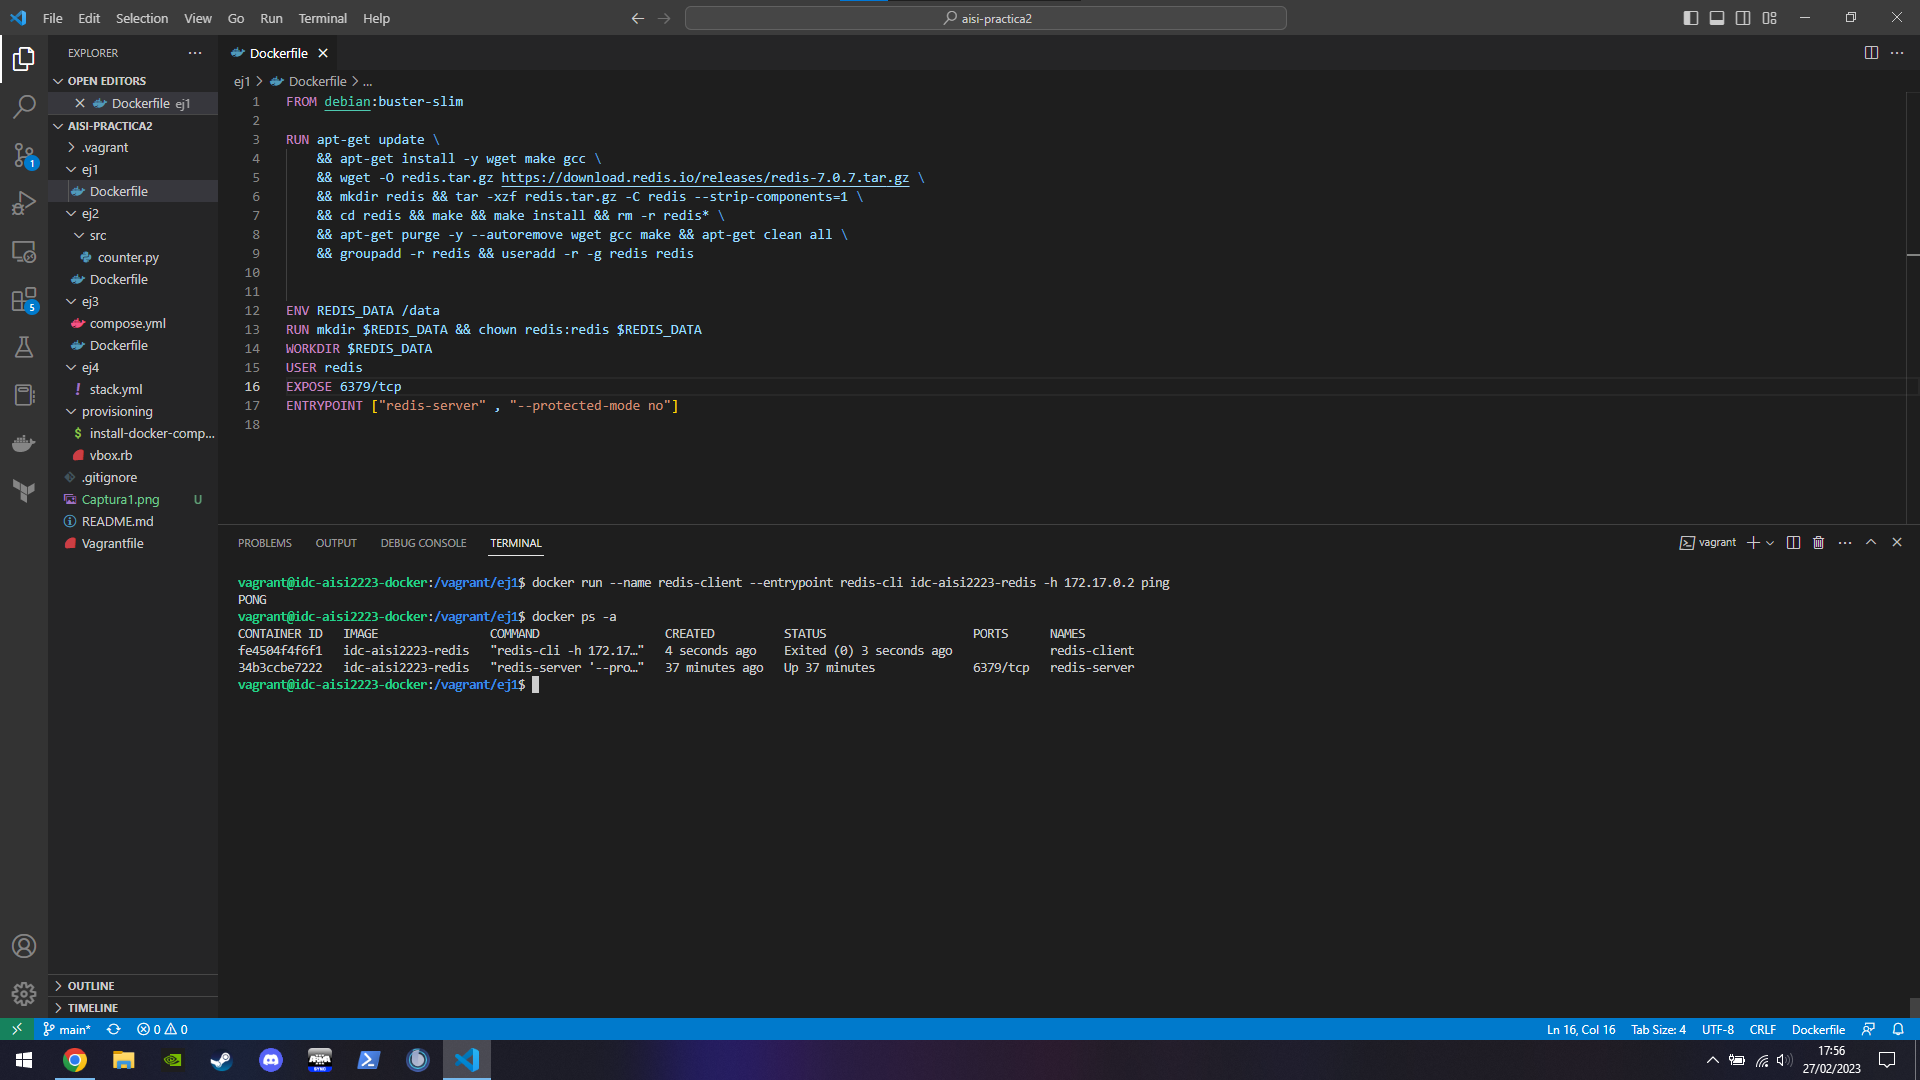 File Edit Selection View Go Run Terminal Help
aisi-practica2
EXPLORER
OPEN EDITORS
Dockerfile ej1
AISI-PRACTICA2
.vagrant
ej1
Dockerfile
ej2
src
counter.py
Dockerfile
ej3
compose.yml
Dockerfile
ej4
stack.yml
provisioning
install-docker-comp...
vbox.rb
.gitignore
Captura1.png U
README.md
Vagrantfile
OUTLINE
TIMELINE
1
5
Dockerfile
ej1 > Dockerfile > ...
1 FROM debian:buster-slim
2
3 RUN apt-get update \
4 && apt-get install -y wget make gcc \
5 && wget -O redis.tar.gz https://download.redis.io/releases/redis-7.0.7.tar.gz \
6 && mkdir redis && tar -xzf redis.tar.gz -C redis --strip-components=1 \
7 && cd redis && make && make install && rm -r redis* \
8 && apt-get purge -y --autoremove wget gcc make && apt-get clean all \
9 && groupadd -r redis && useradd -r -g redis redis
10
11
12 ENV REDIS_DATA /data
13 RUN mkdir $REDIS_DATA && chown redis:redis $REDIS_DATA
14 WORKDIR $REDIS_DATA
15 USER redis
16 EXPOSE 6379/tcp
17 ENTRYPOINT ["redis-server" , "--protected-mode no"]
18
PROBLEMS OUTPUT DEBUG CONSOLE TERMINAL
vagrant
vagrant@idc-aisi2223-docker:/vagrant/ej1$ docker run --name redis-client --entrypoint redis-cli idc-aisi2223-redis -h 172.17.0.2 ping
PONG
vagrant@idc-aisi2223-docker:/vagrant/ej1$ docker ps -a
CONTAINER ID IMAGE COMMAND CREATED STATUS PORTS NAMES
fe4504f4f6f1 idc-aisi2223-redis "redis-cli -h 172.17…" 4 seconds ago Exited (0) 3 seconds ago redis-client
34b3ccbe7222 idc-aisi2223-redis "redis-server '--pro…" 37 minutes ago Up 37 minutes 6379/tcp redis-server
vagrant@idc-aisi2223-docker:/vagrant/ej1$
main* 0 0
Ln 16, Col 16 Tab Size: 4 UTF-8 CRLF Dockerfile
17:56
27/02/2023